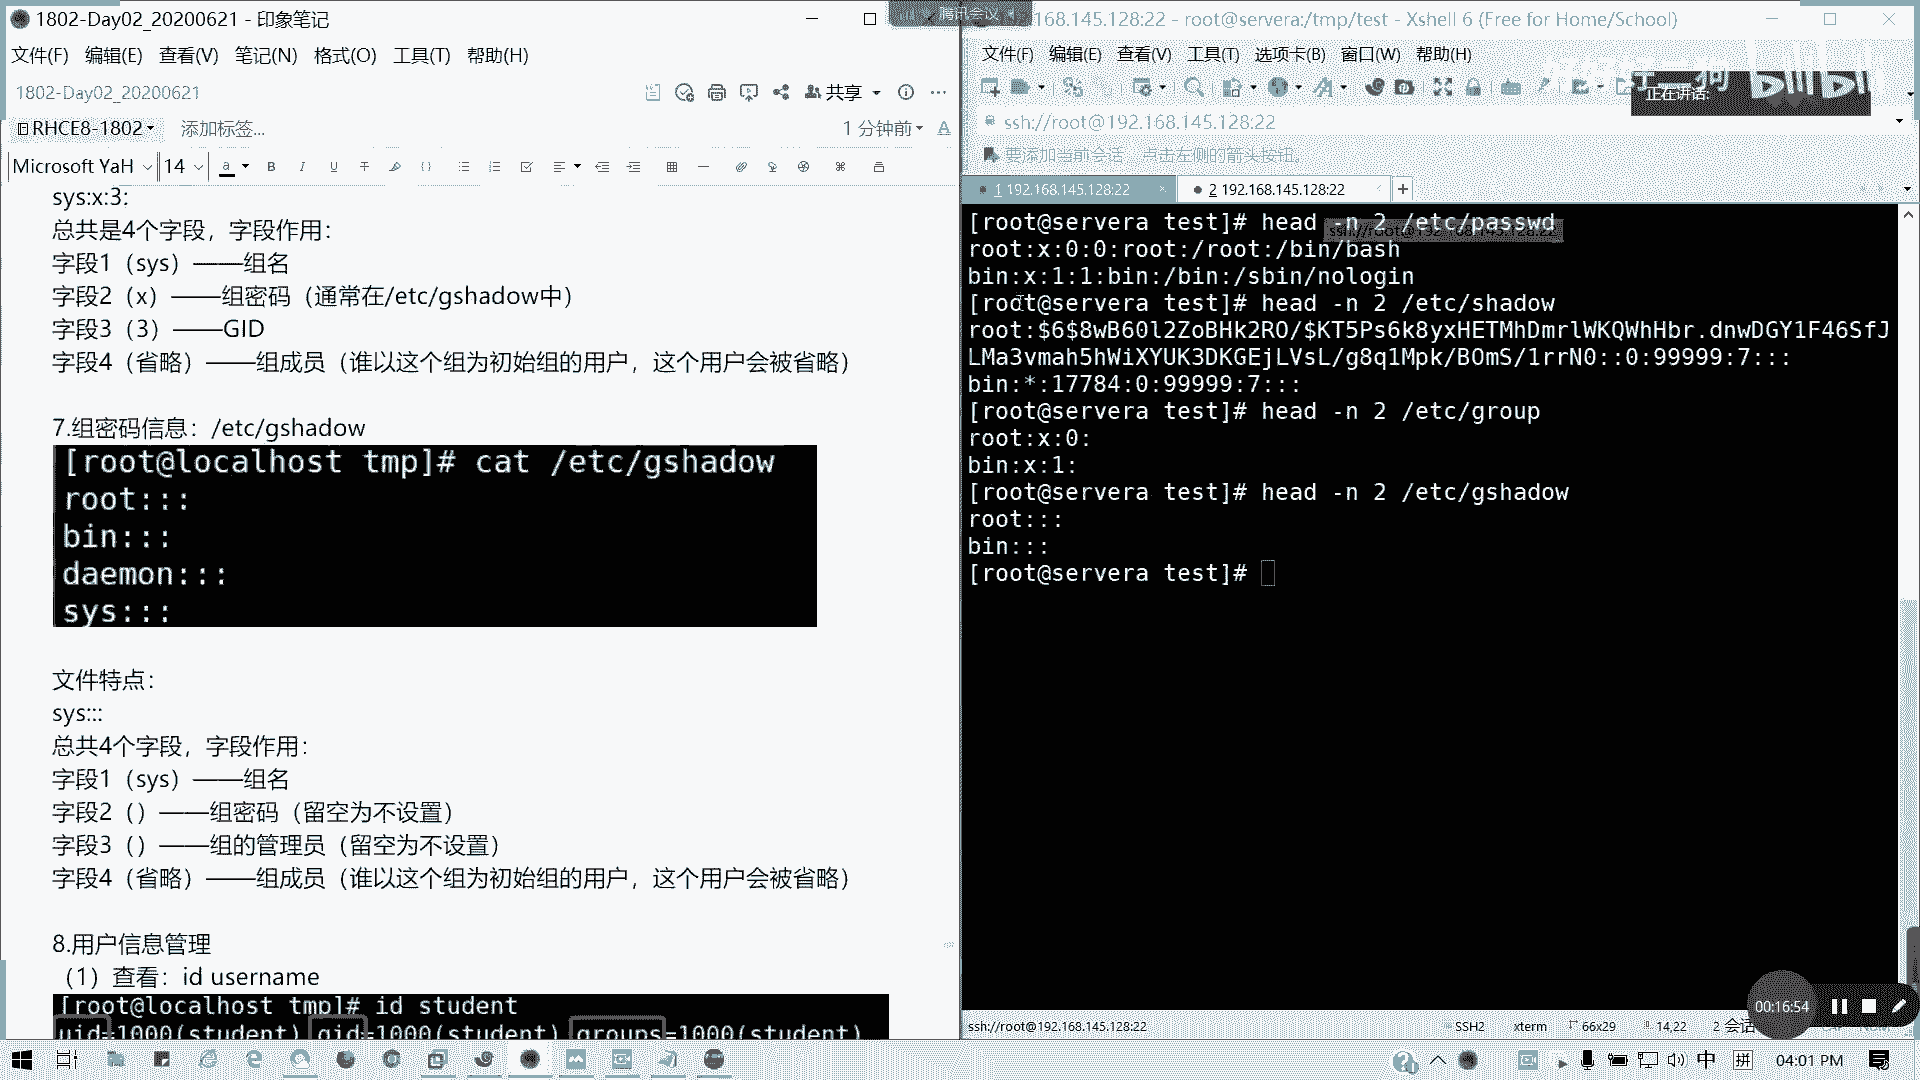 1802-Day02_20200621 - 印象笔记
文件(F) 编辑(E) 查看(V) 笔记(N) 格式(O) 工具(T) 帮助(H)
1802-Day02_20200621
共享
RHCE8-1802
添加标签...
1 分钟前
Microsoft YaH 14
sys:x:3:
总共是4个字段，字段作用：
字段1（sys）——组名
字段2（x）——组密码（通常在/etc/gshadow中）
字段3（3）——GID
字段4（省略）——组成员（谁以这个组为初始组的用户，这个用户会被省略）
7.组密码信息：/etc/gshadow
[root@localhost tmp]# cat /etc/gshadow
root:::
bin:::
daemon:::
sys:::
文件特点：
sys:::
总共4个字段，字段作用：
字段1（sys）——组名
字段2（）——组密码（留空为不设置）
字段3（）——组的管理员（留空为不设置）
字段4（省略）——组成员（谁以这个组为初始组的用户，这个用户会被省略）
8.用户信息管理
（1）查看：id username
[root@localhost tmp]# id student
uid=1000(student) gid=1000(student) groups=1000(student)
腾讯会议
168.145.128:22 - root@servera:/tmp/test - Xshell 6 (Free for Home/School)
文件(F) 编辑(E) 查看(V) 工具(T) 选项卡(B) 窗口(W) 帮助(H)
正在讲话:
bilibili
ssh://root@192.168.145.128:22
要添加当前会话，点击左侧的箭头按钮。
1 192.168.145.128:22
2 192.168.145.128:22
[root@servera test]# head -n 2 /etc/passwd
ssh://root@192.168.145.128:22
root:x:0:0:root:/root:/bin/bash
bin:x:1:1:bin:/bin:/sbin/nologin
[root@servera test]# head -n 2 /etc/shadow
root:$6$8wB60l2ZoBHk2RO/$KT5Ps6k8yxHETMhDmrlWKQWhHbr.dnwDGY1F46SfJ
LMa3vmah5hWiXYUK3DKGEjLVsL/g8q1Mpk/BOmS/1rrN0::0:99999:7:::
bin:*:17784:0:99999:7:::
[root@servera test]# head -n 2 /etc/group
root:x:0:
bin:x:1:
[root@servera test]# head -n 2 /etc/gshadow
root:::
bin:::
[root@servera test]#
00:16:54
ssh://root@192.168.145.128:22
SSH2 xterm 66x29 14,22 2 会话
中 拼 04:01 PM